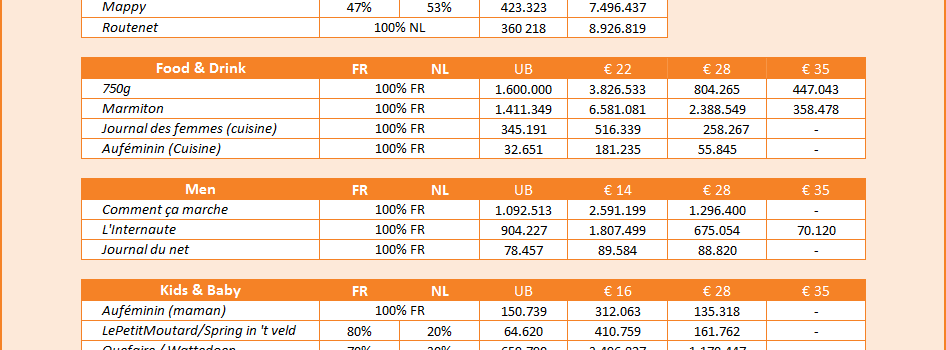 Mappy 47% 53% 423.323 7.496.437
Routenet 100% NL 360 218 8.926.819
Food & Drink FR NL UB € 22 € 28 € 35
750g 100% FR 1.600.000 3.826.533 804.265 447.043
Marmiton 100% FR 1.411.349 6.581.081 2.388.549 358.478
Journal des femmes (cuisine) 100% FR 345.191 516.339 258.267 -
Auféminin (Cuisine) 100% FR 32.651 181.235 55.845 -
Men FR NL UB € 14 € 28 € 35
Comment ça marche 100% FR 1.092.513 2.591.199 1.296.400 -
L'Internaute 100% FR 904.227 1.807.499 675.054 70.120
Journal du net 100% FR 78.457 89.584 88.820 -
Kids & Baby FR NL UB € 16 € 28 € 35
Auféminin (maman) 100% FR 150.739 312.063 135.318 -
LePetitMoutard/Spring in 't veld 80% 20% 64.620 410.759 161.762 -